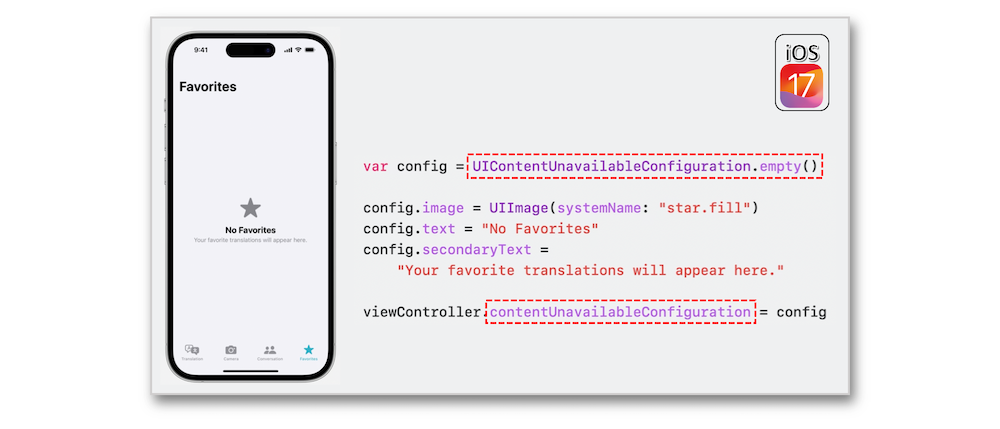 9:41
Favorites
No Favorites
Your favorite translations will appear here.
Translation
Camera
Conversation
Favorites
iOS
17
var config = UIContentUnavailableConfiguration.empty()
config.image = UIImage(systemName: "star.fill")
config.text = "No Favorites"
config.secondaryText =
"Your favorite translations will appear here."
viewController.contentUnavailableConfiguration = config